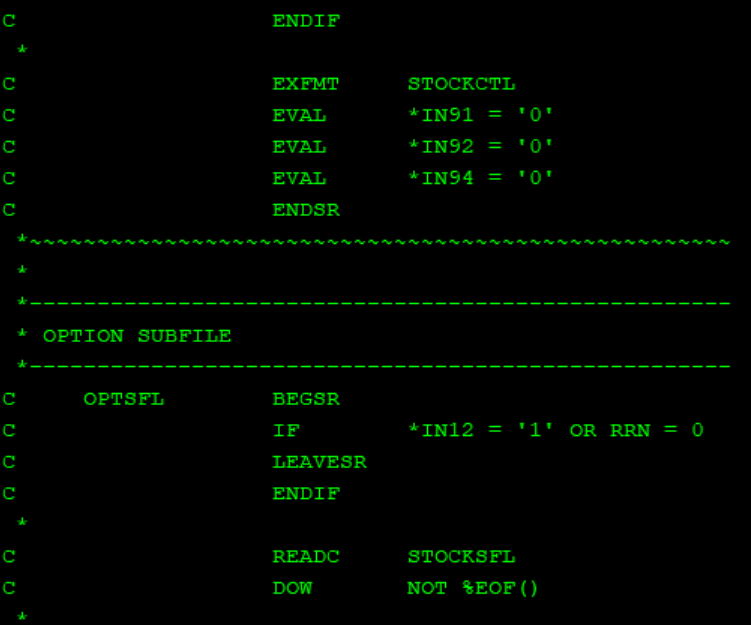 C                   ENDIF
 *
C                   EXFMT     STOCKCTL
C                   EVAL      *IN91 = '0'
C                   EVAL      *IN92 = '0'
C                   EVAL      *IN94 = '0'
C                   ENDSR
 *~~~~~~~~~~~~~~~~~~~~~~~~~~~~~~~~~~~~~~~~~~~~~~~~~~~~
 *
 *----------------------------------------------------
 * OPTION SUBFILE
 *----------------------------------------------------
C     OPTSFL        BEGSR
C                   IF        *IN12 = '1' OR RRN = 0
C                   LEAVESR
C                   ENDIF
 *
C                   READC     STOCKSFL
C                   DOW       NOT %EOF()
 *